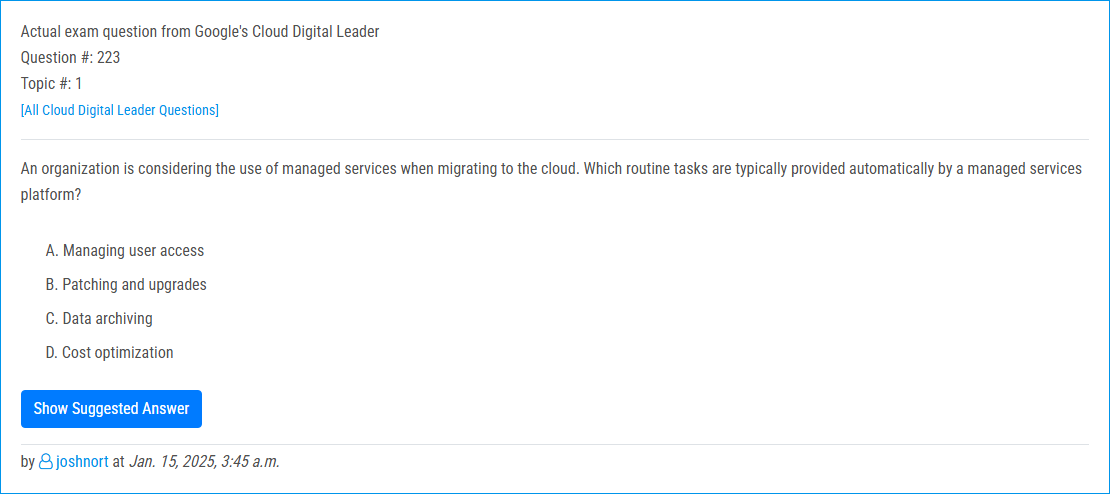 Actual exam question from Google's Cloud Digital Leader
Question #: 223
Topic #: 1
[All Cloud Digital Leader Questions]
An organization is considering the use of managed services when migrating to the cloud. Which routine tasks are typically provided automatically by a managed services
platform?
A. Managing user access
B. Patching and upgrades
C. Data archiving
D. Cost optimization
Show Suggested Answer
by joshnort at Jan. 15, 2025, 3:45 a.m.